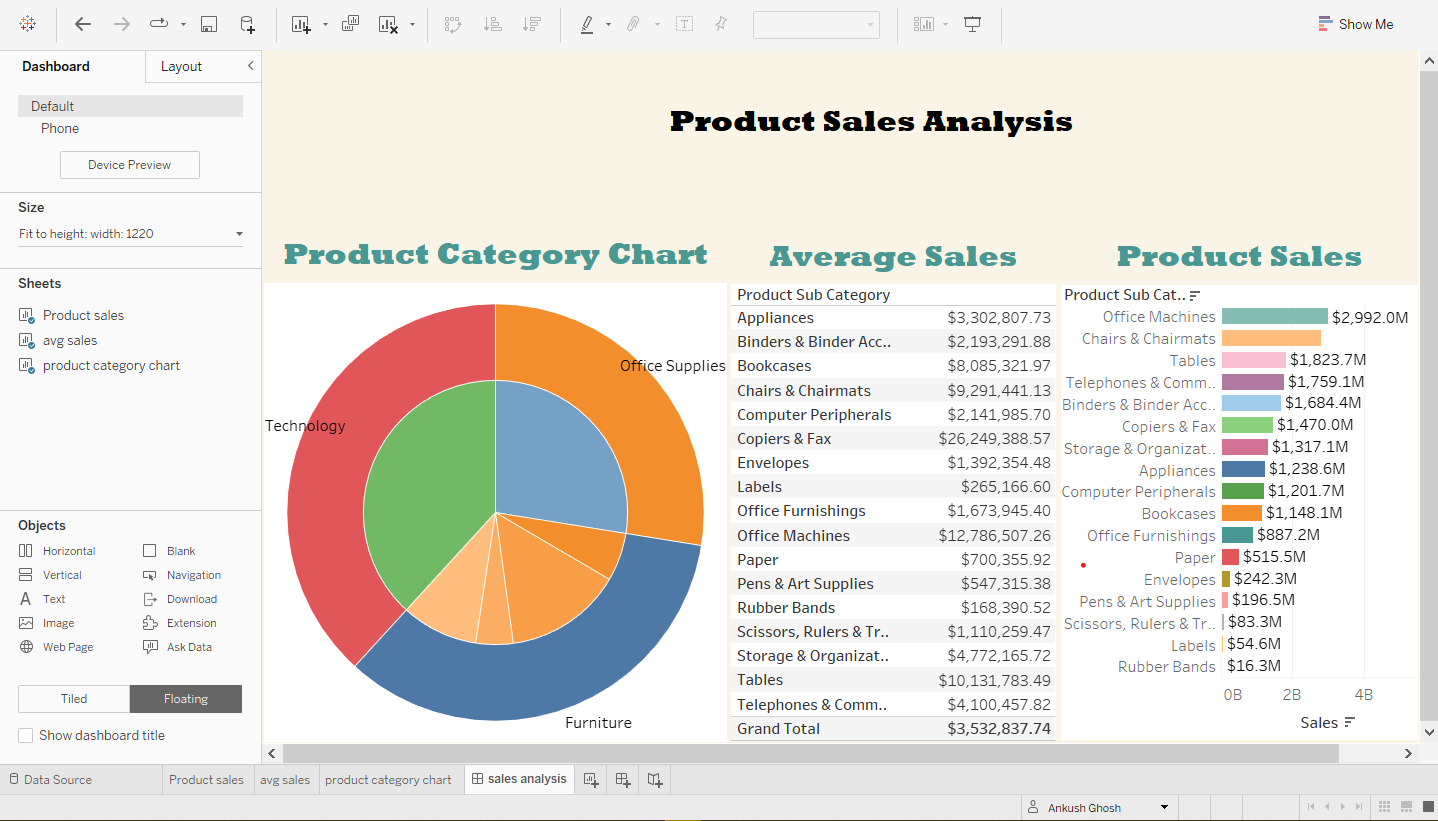 Show Me
Dashboard
Layout
Default
Phone
Device Preview
Size
Fit to height: width: 1220
Sheets
Product sales
avg sales
product category chart
Objects
Horizontal
Blank
Vertical
Navigation
A Text
Download
Image
Extension
Web Page
Ask Data
Tiled
Floating
Show dashboard title
Product Sales Analysis
Product Category Chart
Office Supplies
Technology
Furniture
Average Sales
Product Sub Category
Appliances $3,302,807.73
Binders & Binder Acc.. $2,193,291.88
Bookcases $8,085,321.97
Chairs & Chairmats $9,291,441.13
Computer Peripherals $2,141,985.70
Copiers & Fax $26,249,388.57
Envelopes $1,392,354.48
Labels $265,166.60
Office Furnishings $1,673,945.40
Office Machines $12,786,507.26
Paper $700,355.92
Pens & Art Supplies $547,315.38
Rubber Bands $168,390.52
Scissors, Rulers & Tr.. $1,110,259.47
Storage & Organizat.. $4,772,165.72
Tables $10,131,783.49
Telephones & Comm.. $4,100,457.82
Grand Total $3,532,837.74
Product Sales
Product Sub Cat..
Office Machines $2,992.0M
Chairs & Chairmats
Tables $1,823.7M
Telephones & Comm.. $1,759.1M
Binders & Binder Acc.. $1,684.4M
Copiers & Fax $1,470.0M
Storage & Organizat.. $1,317.1M
Appliances $1,238.6M
Computer Peripherals $1,201.7M
Bookcases $1,148.1M
Office Furnishings $887.2M
Paper $515.5M
Envelopes $242.3M
Pens & Art Supplies $196.5M
Scissors, Rulers & Tr.. $83.3M
Labels $54.6M
Rubber Bands $16.3M
0B 2B 4B
Sales
Data Source
Product sales
avg sales
product category chart
sales analysis
Ankush Ghosh